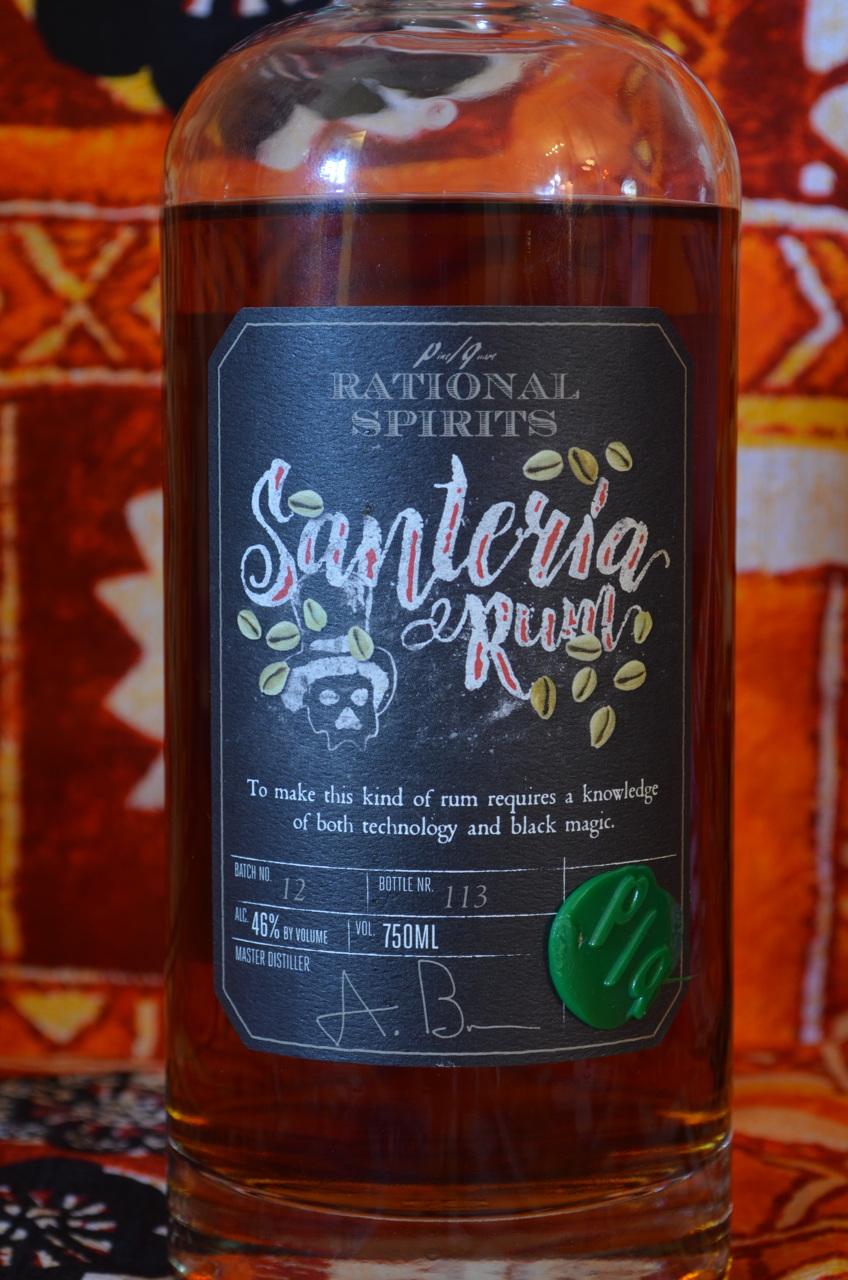 RATIONAL
SPIRITS
Santería
Rum
To make this kind of rum requires a knowledge
of both technology and black magic.
BATCH NO. 12 BOTTLE NR. 113
ALC. 46% BY VOLUME VOL. 750ML
MASTER DISTILLER
A. B
P/q